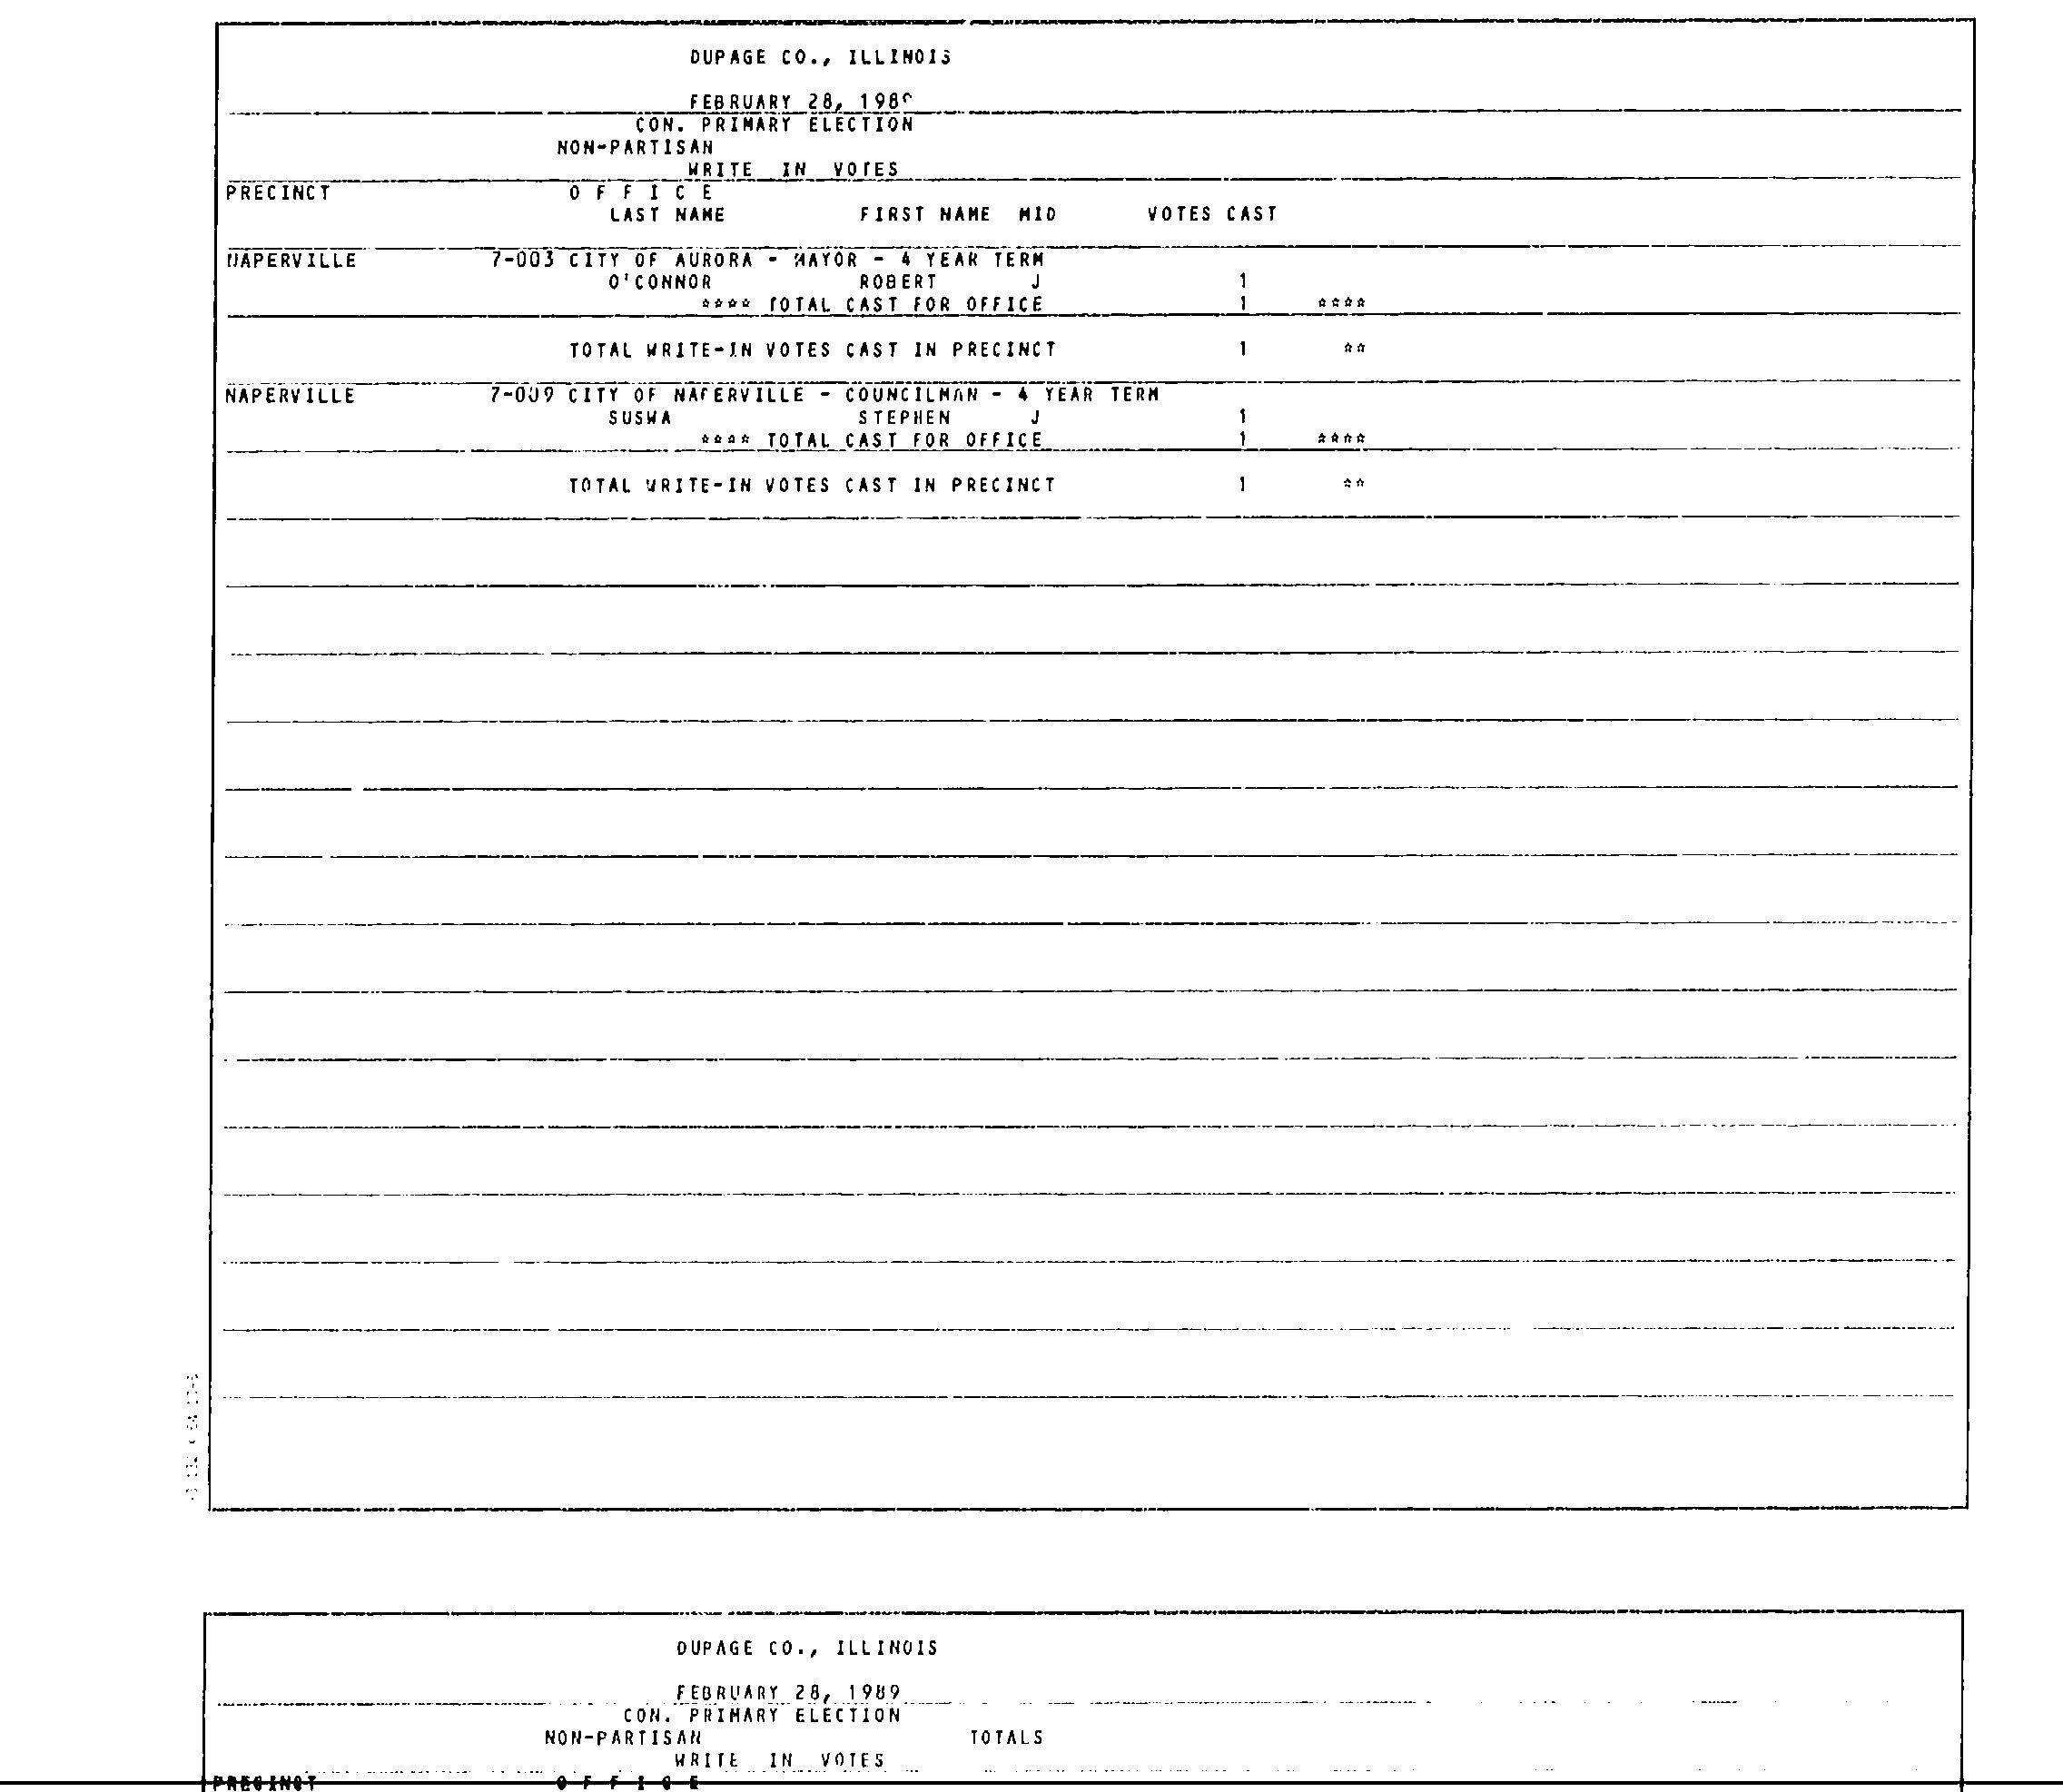 DUPAGE CO., ILLINOIS
FEBRUARY 28, 1989
CON. PRIMARY ELECTION
NON-PARTISAN
WRITE IN VOTES
PRECINCT O F F I C E
LAST NAME FIRST NAME MID VOTES CAST
NAPERVILLE 7-003 CITY OF AURORA - MAYOR - 4 YEAR TERM
O'CONNOR ROBERT J 1
**** TOTAL CAST FOR OFFICE 1 ****
TOTAL WRITE-IN VOTES CAST IN PRECINCT 1 **
NAPERVILLE 7-009 CITY OF NAPERVILLE - COUNCILMAN - 4 YEAR TERM
SUSWA STEPHEN J 1
**** TOTAL CAST FOR OFFICE 1 ****
TOTAL WRITE-IN VOTES CAST IN PRECINCT 1 **
DUPAGE CO., ILLINOIS
FEBRUARY 28, 1989
CON. PRIMARY ELECTION
NON-PARTISAN TOTALS
WRITE IN VOTES
PRECINCT O F F I C E